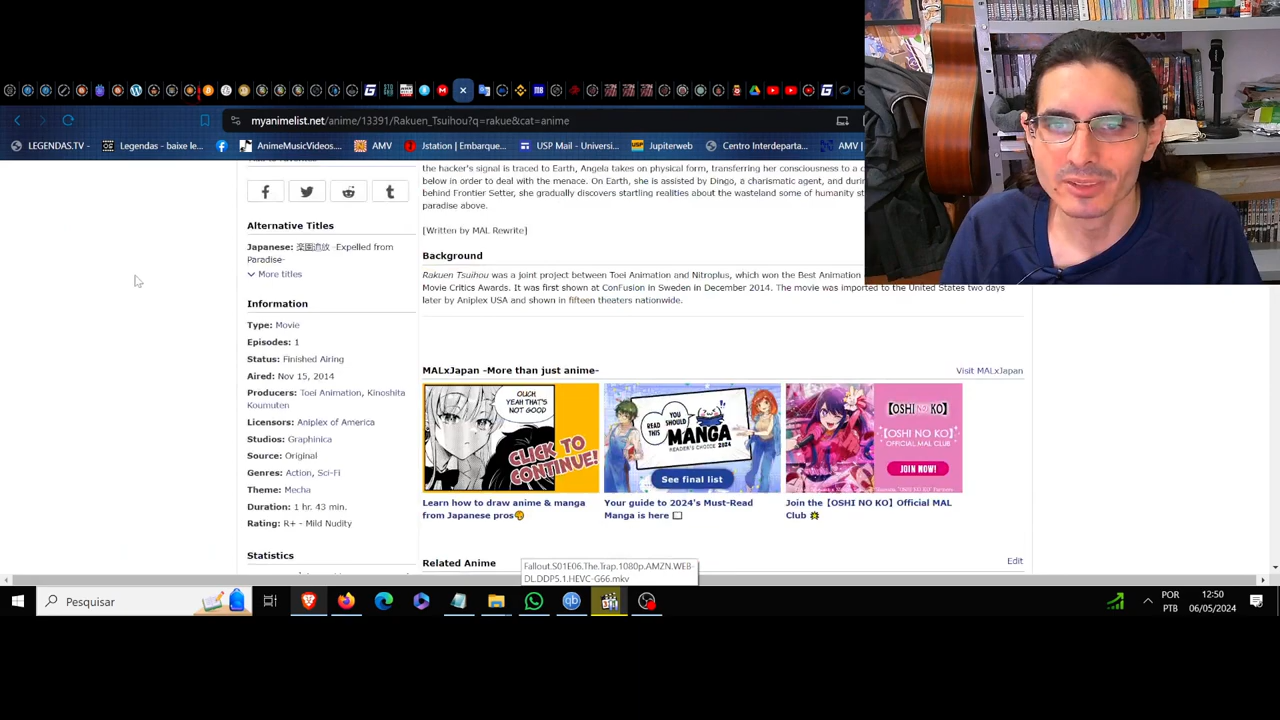 myanimelist.net/anime/13391/Rakuen_Tsuihou?q=rakue&cat=anime
LEGENDAS.TV -
Legendas - baixe le...
AnimeMusicVideos...
AMV
Jstation | Embarque...
USP Mail - Universi...
Jupiterweb
Centro Interdeparta...
AMV |
the hacker's signal is traced to Earth, Angela takes on physical form, transferring her consciousness to a c
below in order to deal with the menace. On Earth, she is assisted by Dingo, a charismatic agent, and durin
behind Frontier Setter, she gradually discovers startling realities about the wasteland some of humanity st
paradise above.
[Written by MAL Rewrite]
Background
Rakuen Tsuihou was a joint project between Toei Animation and Nitroplus, which won the Best Animation
Movie Critics Awards. It was first shown at ConFusion in Sweden in December 2014. The movie was imported to the United States two days
later by Aniplex USA and shown in fifteen theaters nationwide.
Alternative Titles
Japanese: 楽園追放 -Expelled from
Paradise-
More titles
Information
Type: Movie
Episodes: 1
Status: Finished Airing
Aired: Nov 15, 2014
Producers: Toei Animation, Kinoshita
Koumuten
Licensors: Aniplex of America
Studios: Graphinica
Source: Original
Genres: Action, Sci-Fi
Theme: Mecha
Duration: 1 hr. 43 min.
Rating: R+ - Mild Nudity
Statistics
MALxJapan -More than just anime-
Visit MALxJapan
OUCH
YEAH THAT'S
NOT GOOD
CLICK TO
CONTINUE!
READ
THIS
YOU
SHOULD
MANGA
READER'S CHOICE 2024
See final list
【OSHI NO KO】
【OSHI NO KO】
OFFICIAL MAL CLUB
JOIN NOW!
Learn how to draw anime & manga
from Japanese pros
Your guide to 2024's Must-Read
Manga is here
Join the【OSHI NO KO】Official MAL
Club
Related Anime
Edit
Fallout.S01E06.The.Trap.1080p.AMZN.WEB-
DL.DDP5.1.HEVC-G66.mkv
Pesquisar
POR
PTB
12:50
06/05/2024